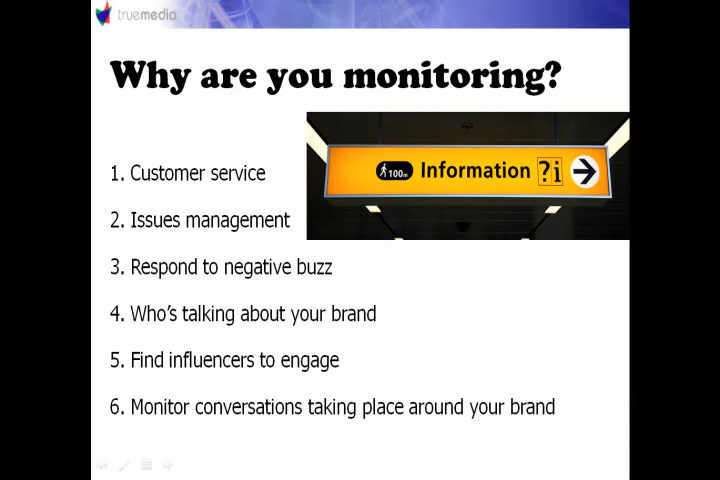 truemedia
Why are you monitoring?
100m Information ?i
1. Customer service
2. Issues management
3. Respond to negative buzz
4. Who's talking about your brand
5. Find influencers to engage
6. Monitor conversations taking place around your brand